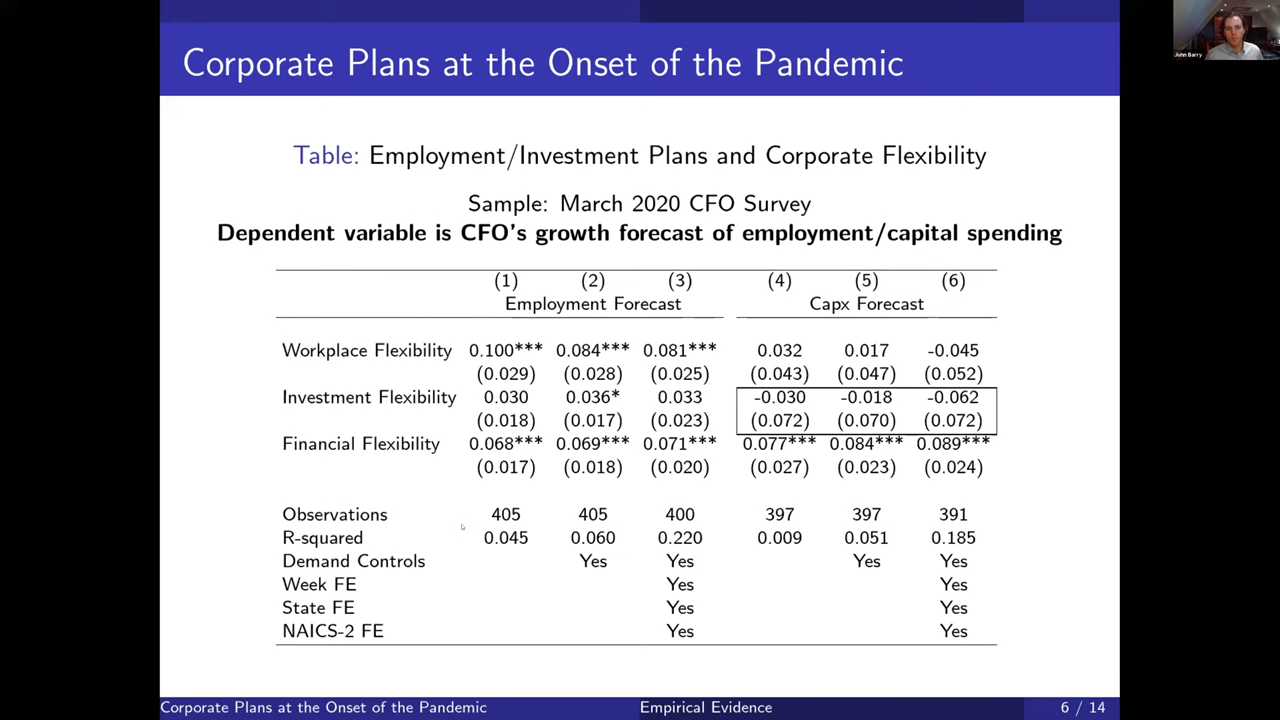 Corporate Plans at the Onset of the Pandemic
John Barry
Table: Employment/Investment Plans and Corporate Flexibility
Sample: March 2020 CFO Survey
Dependent variable is CFO's growth forecast of employment/capital spending
(1) (2) (3) (4) (5) (6)
Employment Forecast Capx Forecast
Workplace Flexibility 0.100*** 0.084*** 0.081*** 0.032 0.017 -0.045
(0.029) (0.028) (0.025) (0.043) (0.047) (0.052)
Investment Flexibility 0.030 0.036* 0.033 -0.030 -0.018 -0.062
(0.018) (0.017) (0.023) (0.072) (0.070) (0.072)
Financial Flexibility 0.068*** 0.069*** 0.071*** 0.077*** 0.084*** 0.089***
(0.017) (0.018) (0.020) (0.027) (0.023) (0.024)
Observations 405 405 400 397 397 391
R-squared 0.045 0.060 0.220 0.009 0.051 0.185
Demand Controls Yes Yes Yes Yes
Week FE Yes Yes
State FE Yes Yes
NAICS-2 FE Yes Yes
Corporate Plans at the Onset of the Pandemic Empirical Evidence 6 / 14